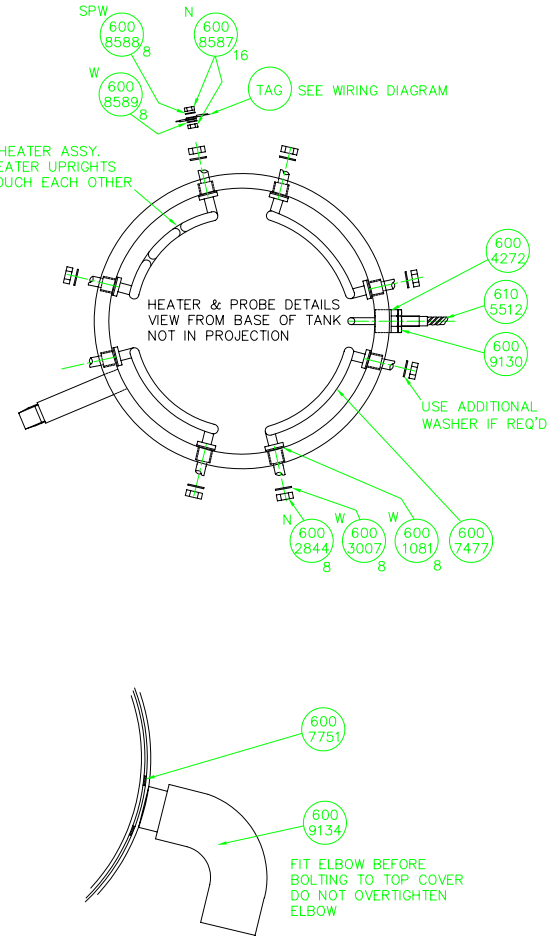 SPW
600
8588
8
N
600
8587
16
W
600
8589
8
TAG SEE WIRING DIAGRAM
HEATER ASSY.
EATER UPRIGHTS
OUCH EACH OTHER
HEATER & PROBE DETAILS
VIEW FROM BASE OF TANK
NOT IN PROJECTION
600
4272
610
5512
600
9130
USE ADDITIONAL
WASHER IF REQ'D
N
600
2844
8
W
600
3007
8
W
600
1081
8
600
7477
600
7751
600
9134
FIT ELBOW BEFORE
BOLTING TO TOP COVER
DO NOT OVERTIGHTEN
ELBOW